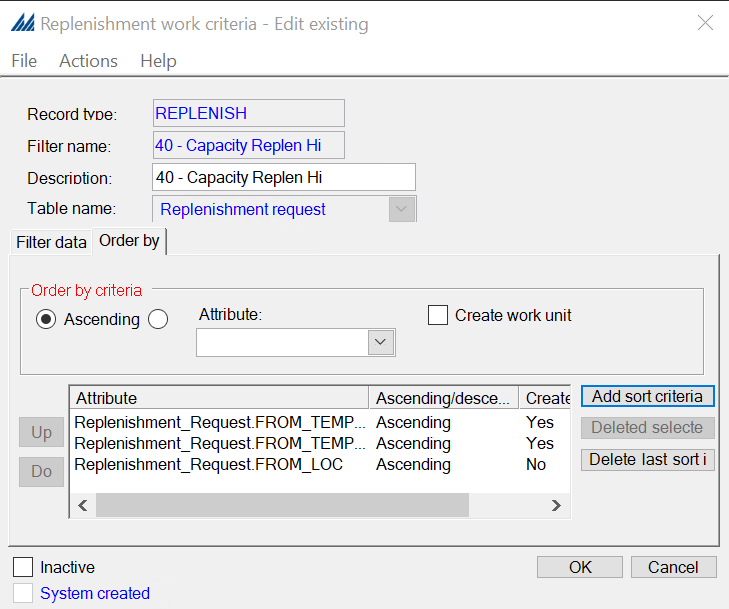 Replenishment work criteria - Edit existing
File Actions Help
Record type: REPLENISH
Filter name: 40 - Capacity Replen Hi
Description: 40 - Capacity Replen Hi
Table name: Replenishment request
Filter data Order by
Order by criteria
Ascending Attribute: Create work unit
Attribute Ascending/desce... Create Add sort criteria
Up Replenishment_Request.FROM_TEMP... Ascending Yes Deleted selecte
Replenishment_Request.FROM_TEMP... Ascending Yes
Do Replenishment_Request.FROM_LOC Ascending No Delete last sort i
Inactive OK Cancel
System created